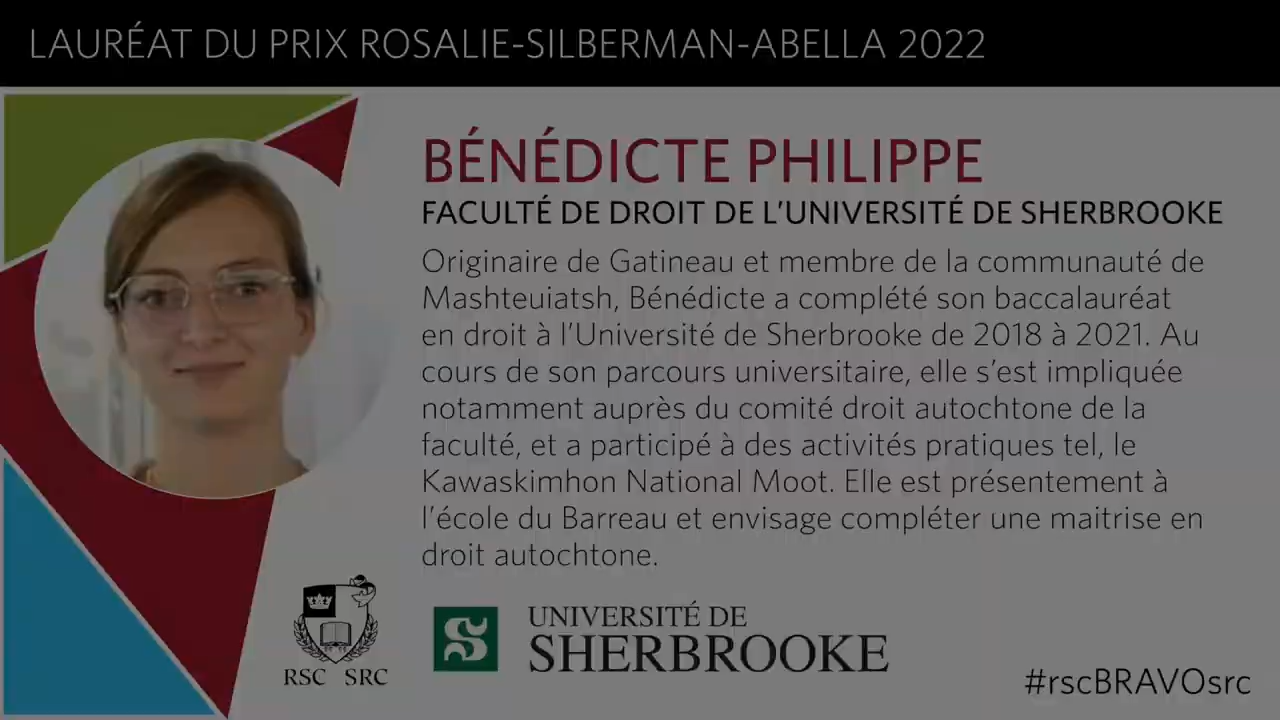 LAURÉAT DU PRIX ROSALIE-SILBERMAN-ABELLA 2022
BÉNÉDICTE PHILIPPE
FACULTÉ DE DROIT DE L'UNIVERSITÉ DE SHERBROOKE
Originaire de Gatineau et membre de la communauté de
Mashteuiatsh, Bénédicte a complété son baccalauréat
en droit à l'Université de Sherbrooke de 2018 à 2021. Au
cours de son parcours universitaire, elle s'est impliquée
notamment auprès du comité droit autochtone de la
faculté, et a participé à des activités pratiques tel, le
Kawaskimhon National Moot. Elle est présentement à
l'école du Barreau et envisage compléter une maitrise en
droit autochtone.
RSC SRC
S
UNIVERSITÉ DE
SHERBROOKE
#rscBRAVOsrc